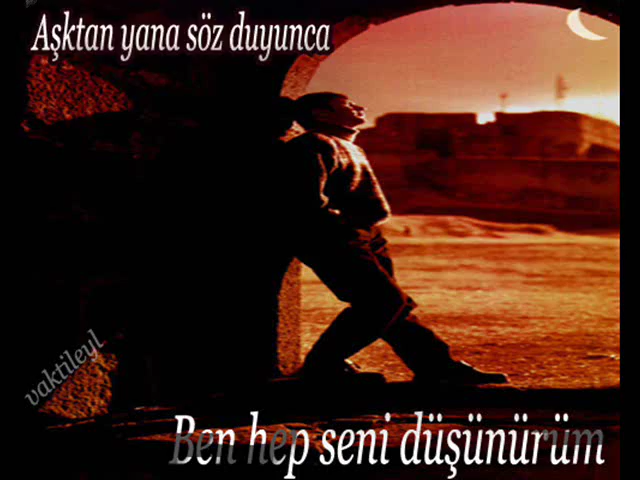 Aşktan yana söz duyunca
vaktileyl
Ben hep seni düşünürüm